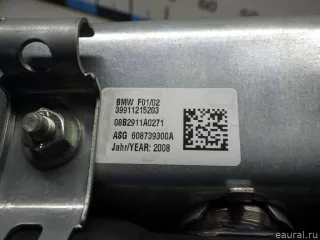 BMW F01/02
39911215203
08B2911A0271
ASG 608739300A
Jahr/YEAR: 2008
eaural.ru